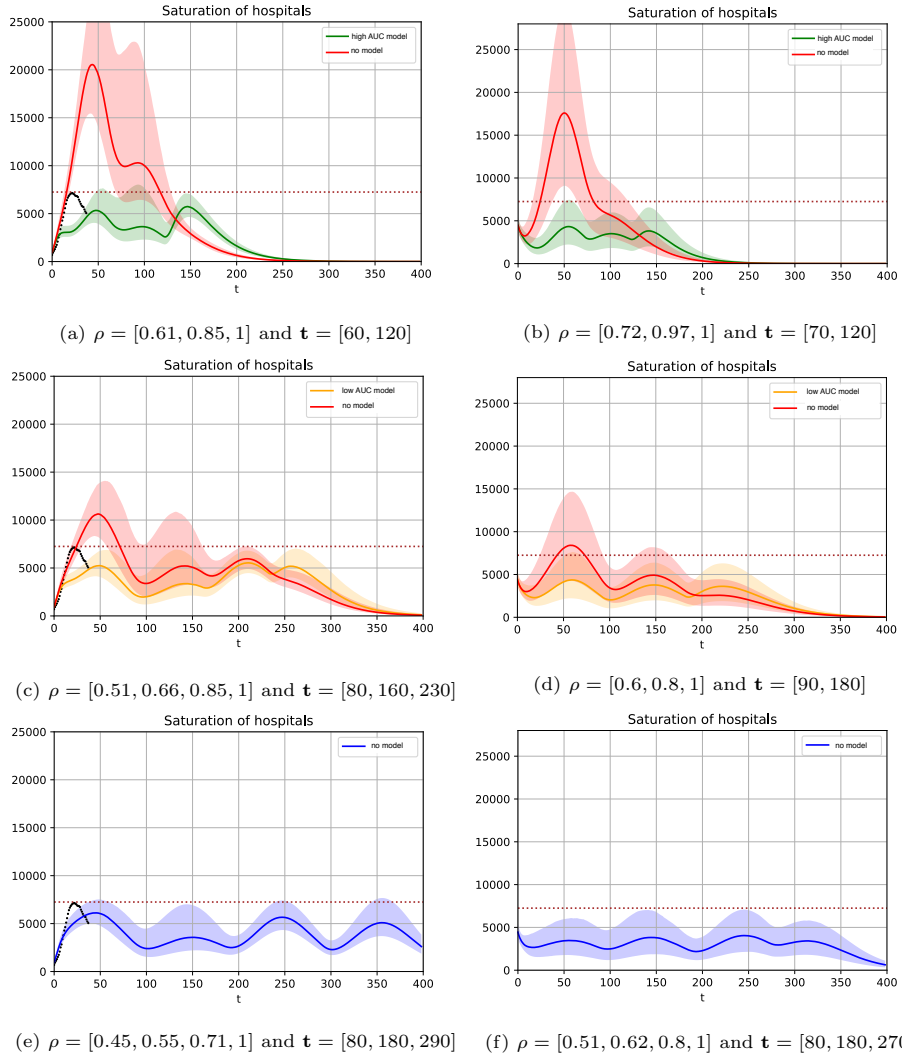 Saturation of hospitals
25000
20000
15000
10000
5000
0
high AUC model
no model
0 50 100 150 200 250 300 350 400
t
(a) ρ = [0.61, 0.85, 1] and t = [60, 120]
Saturation of hospitals
25000
20000
15000
10000
5000
0
high AUC model
no model
0 50 100 150 200 250 300 350 400
t
(b) ρ = [0.72, 0.97, 1] and t = [70, 120]
Saturation of hospitals
25000
20000
15000
10000
5000
0
low AUC model
no model
0 50 100 150 200 250 300 350 400
t
(c) ρ = [0.51, 0.66, 0.85, 1] and t = [80, 160, 230]
Saturation of hospitals
25000
20000
15000
10000
5000
0
low AUC model
no model
0 50 100 150 200 250 300 350 400
t
(d) ρ = [0.6, 0.8, 1] and t = [90, 180]
Saturation of hospitals
25000
20000
15000
10000
5000
0
no model
0 50 100 150 200 250 300 350 400
t
(e) ρ = [0.45, 0.55, 0.71, 1] and t = [80, 180, 290]
Saturation of hospitals
25000
20000
15000
10000
5000
0
no model
0 50 100 150 200 250 300 350 400
t
(f) ρ = [0.51, 0.62, 0.8, 1] and t = [80, 180, 270